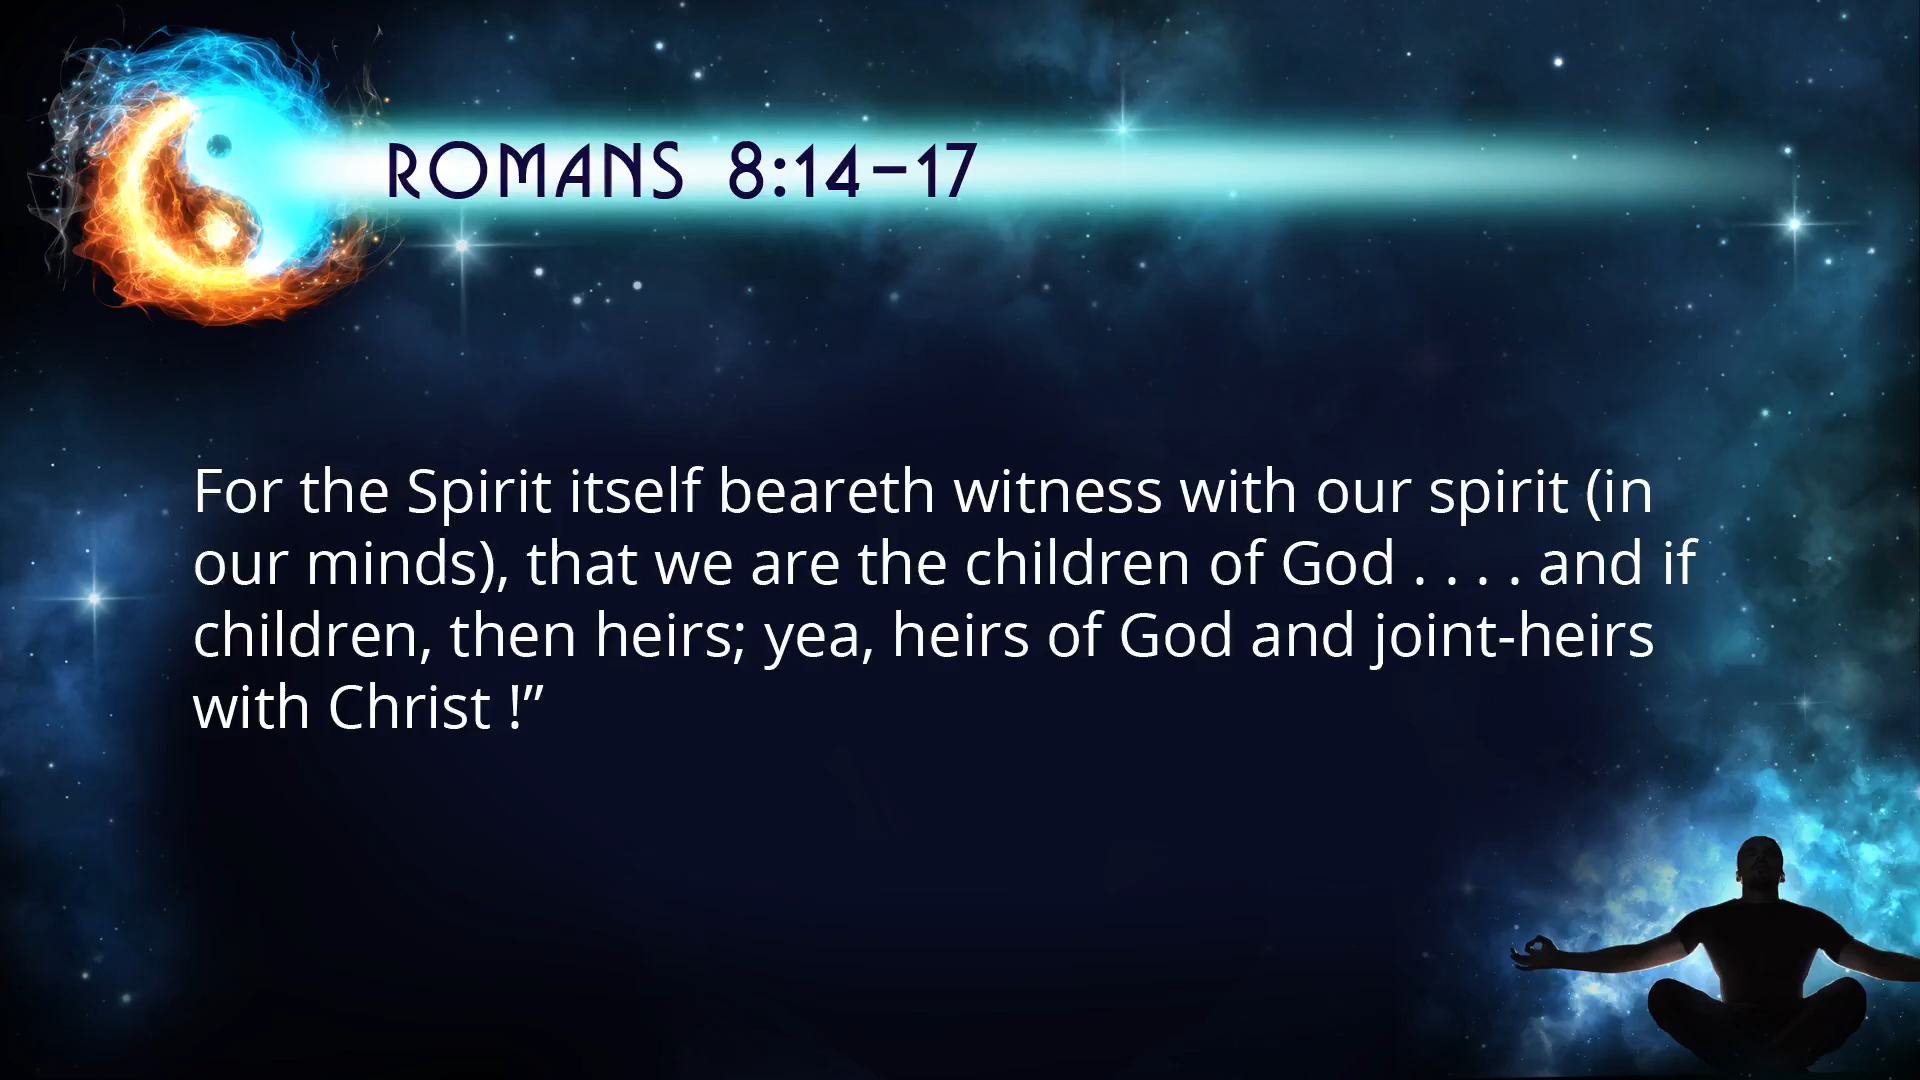 ROMANS 8:14–17
For the Spirit itself beareth witness with our spirit (in
our minds), that we are the children of God . . . . and if
children, then heirs; yea, heirs of God and joint-heirs
with Christ !”